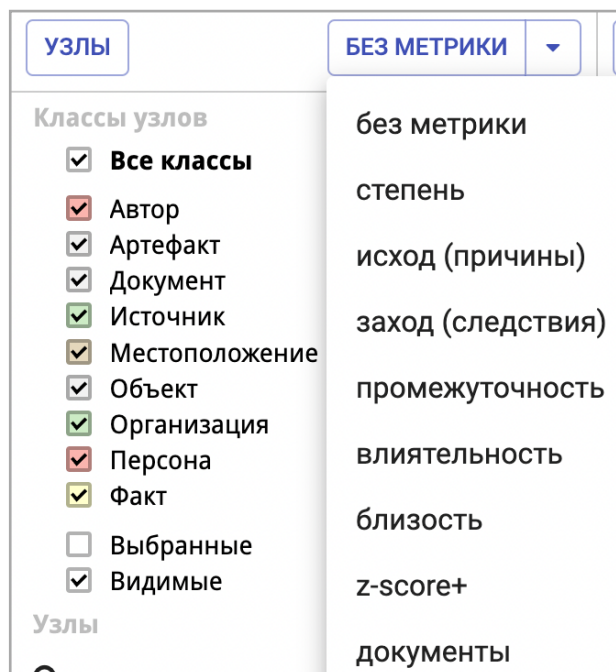 УЗЛЫ
БЕЗ МЕТРИКИ
Классы узлов
Все классы
Автор
Артефакт
Документ
Источник
Местоположение
Объект
Организация
Персона
Факт
Выбранные
Видимые
Узлы
без метрики
степень
исход (причины)
заход (следствия)
промежуточность
влиятельность
близость
z-score+
документы